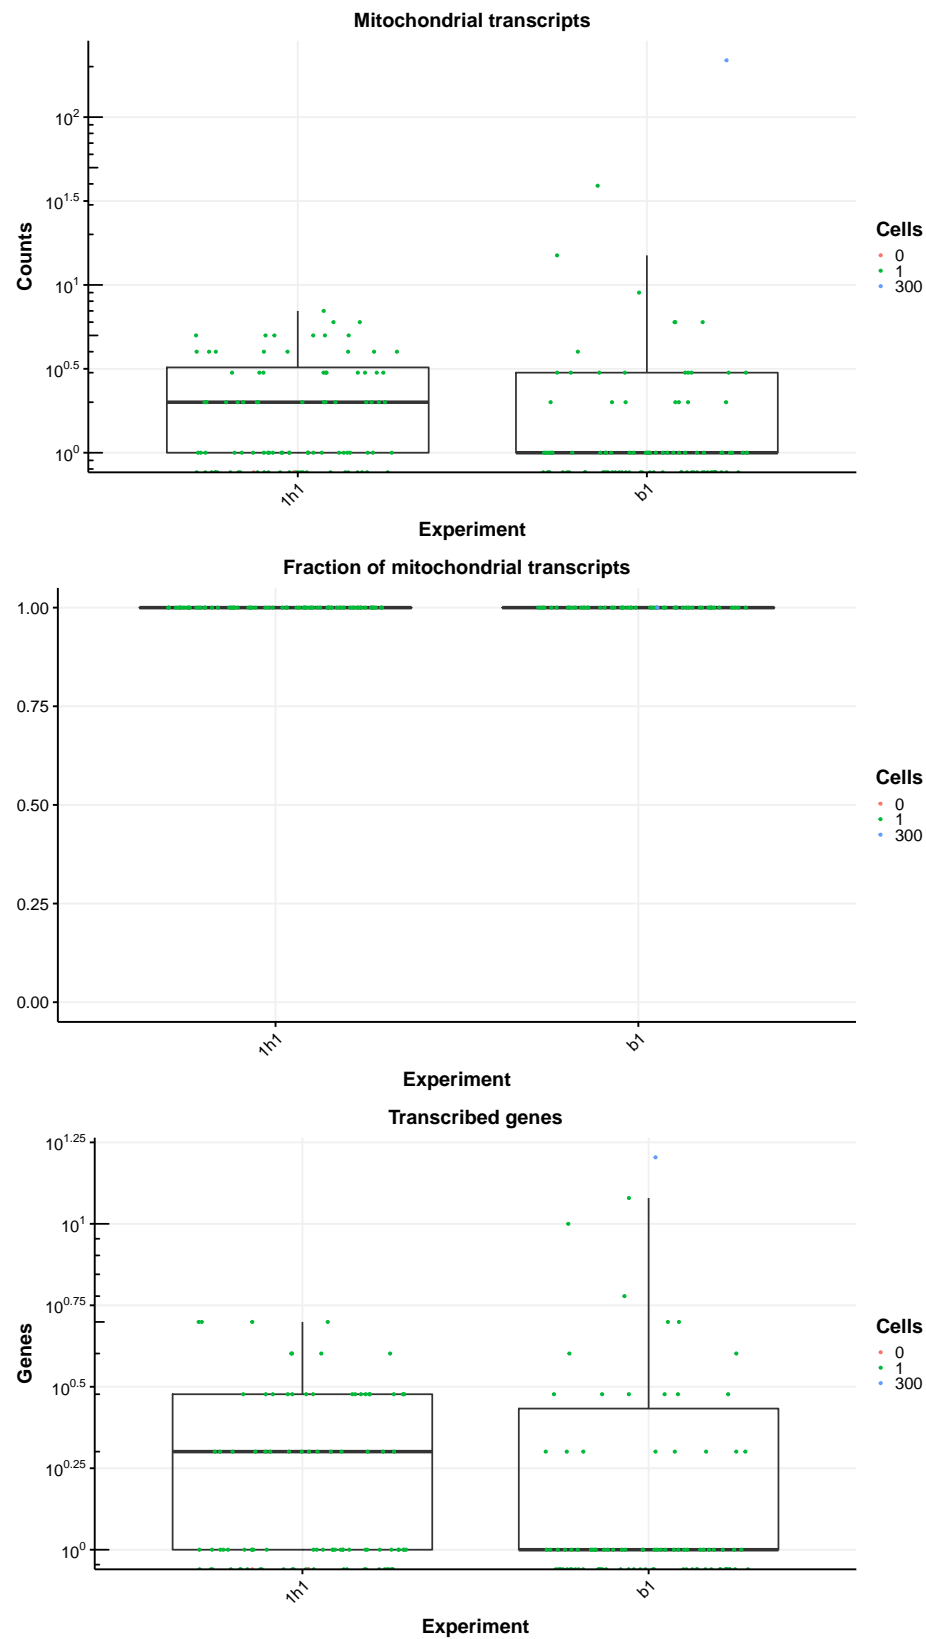 Mitochondrial transcripts
Counts
10^2
10^1.5
10^1
10^0.5
10^0
1h1
b1
Experiment
Cells
0
1
300
Fraction of mitochondrial transcripts
1.00
0.75
0.50
0.25
0.00
1h1
b1
Experiment
Cells
0
1
300
Transcribed genes
Genes
10^1.25
10^1
10^0.75
10^0.5
10^0.25
10^0
1h1
b1
Experiment
Cells
0
1
300